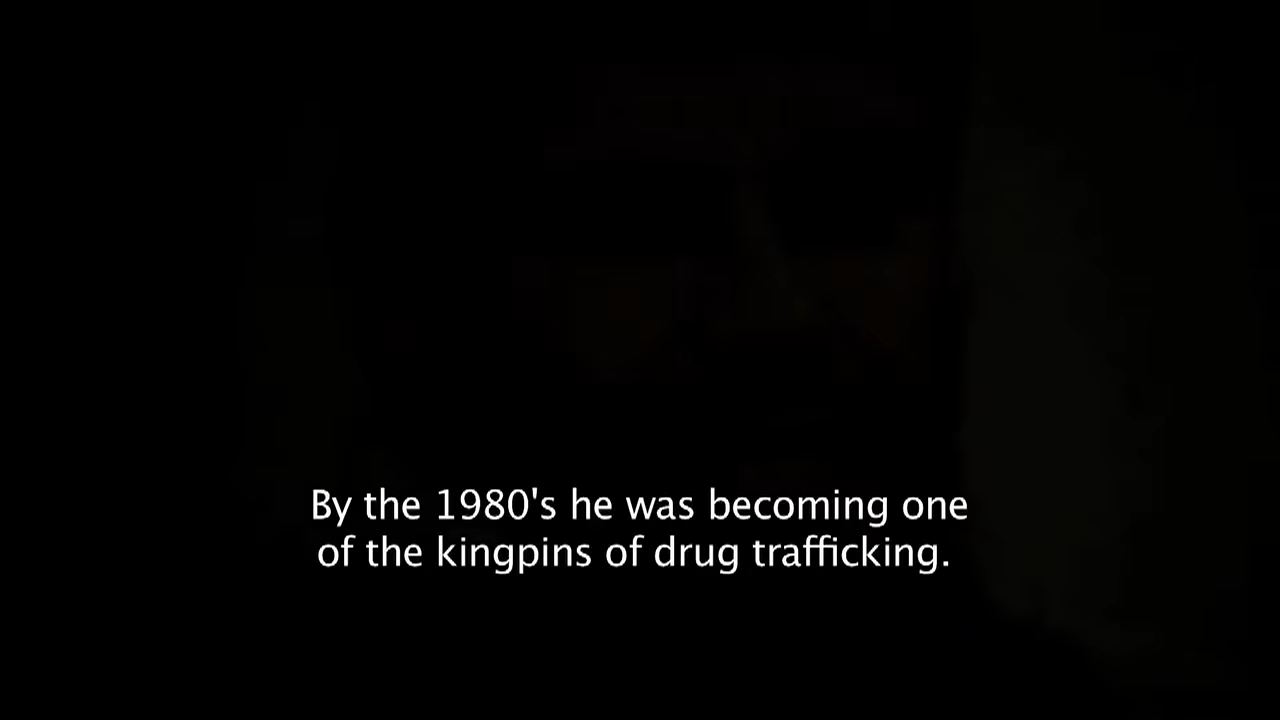 By the 1980's he was becoming one
of the kingpins of drug trafficking.